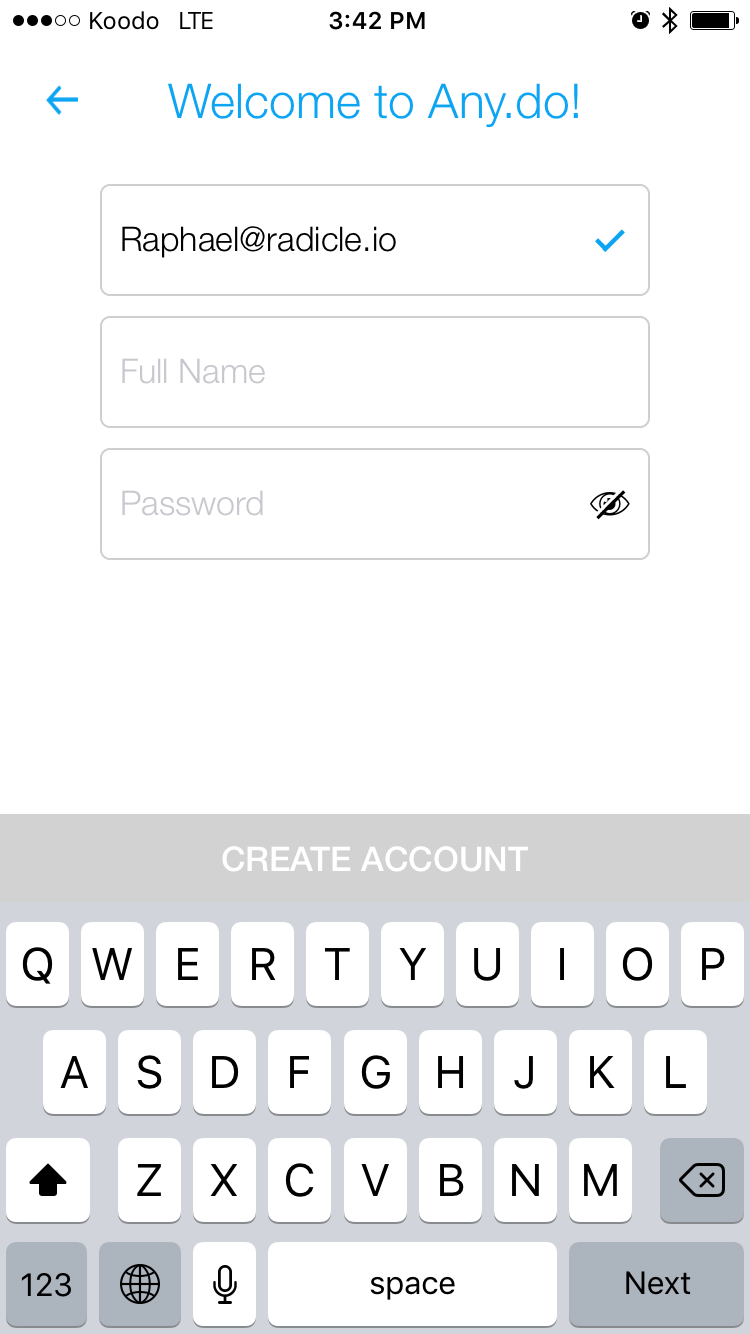 Koodo LTE 3:42 PM
Welcome to Any.do!
Raphael@radicle.io
Full Name
Password
CREATE ACCOUNT
Q W E R T Y U I O P
A S D F G H J K L
Z X C V B N M
123 space Next